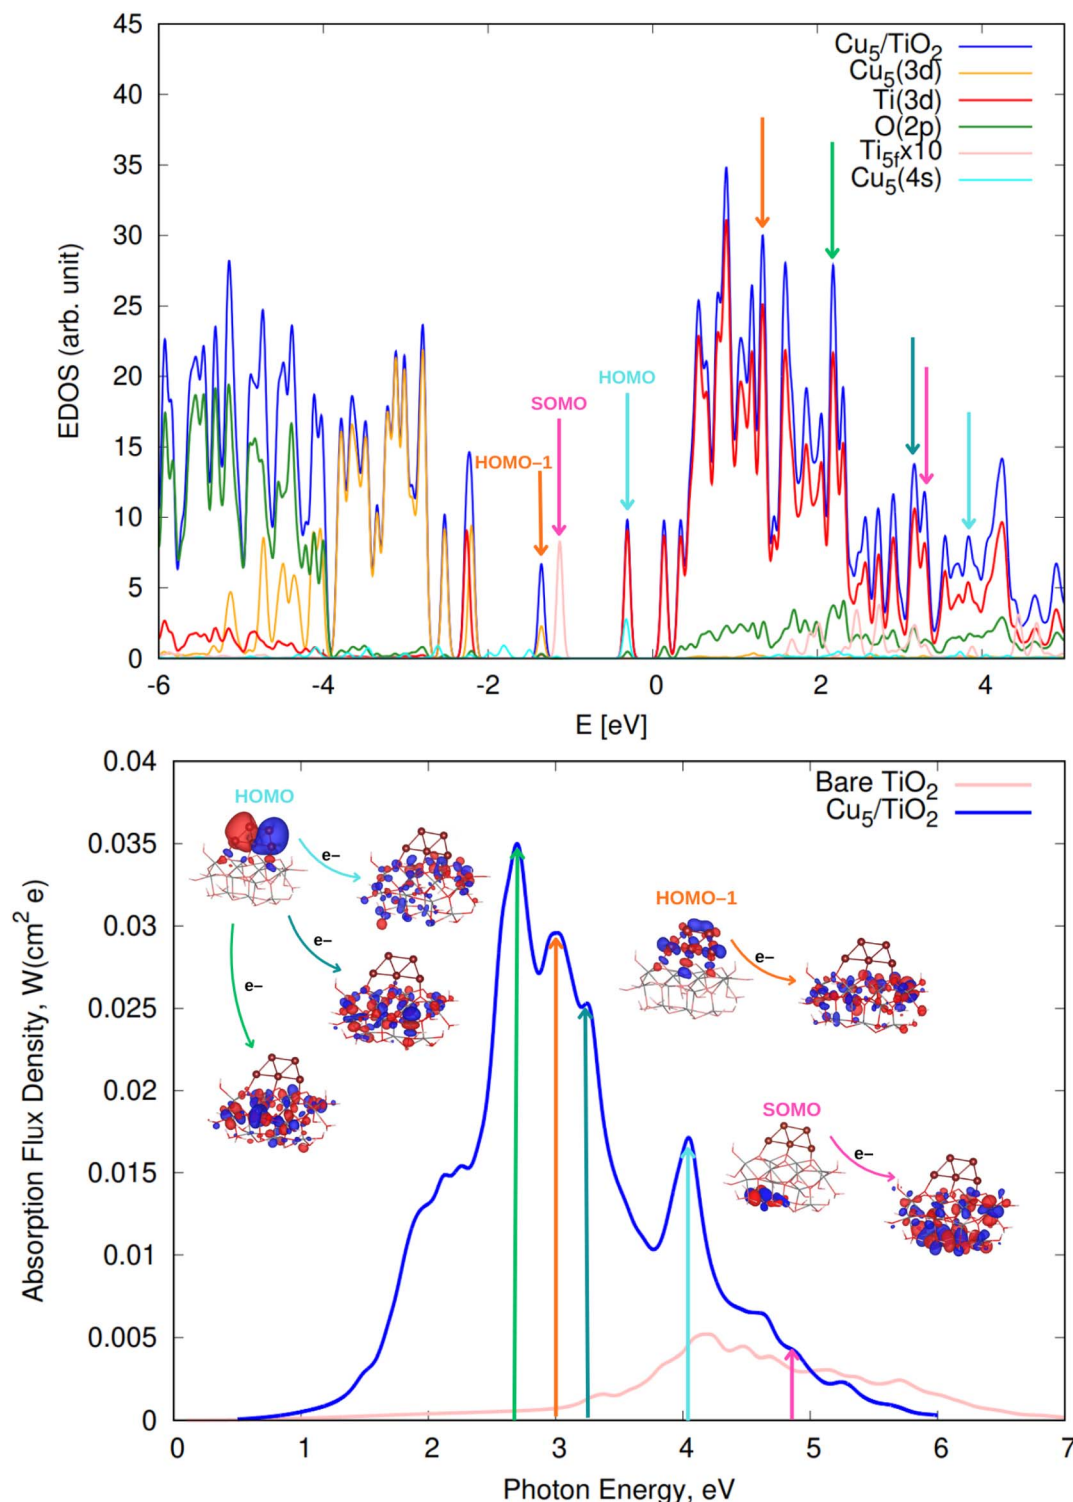 45
40
35
30
25
20
15
10
5
0
EDOS (arb. unit)
Cu5/TiO2
Cu5(3d)
Ti(3d)
O(2p)
Ti5fx10
Cu5(4s)
HOMO
SOMO
HOMO–1
-6
-4
-2
0
2
4
E [eV]
0.04
0.035
0.03
0.025
0.02
0.015
0.01
0.005
0
Absorption Flux Density, W(cm2 e)
Bare TiO2
Cu5/TiO2
HOMO
e–
e–
e–
HOMO–1
e–
SOMO
e–
0
1
2
3
4
5
6
7
Photon Energy, eV